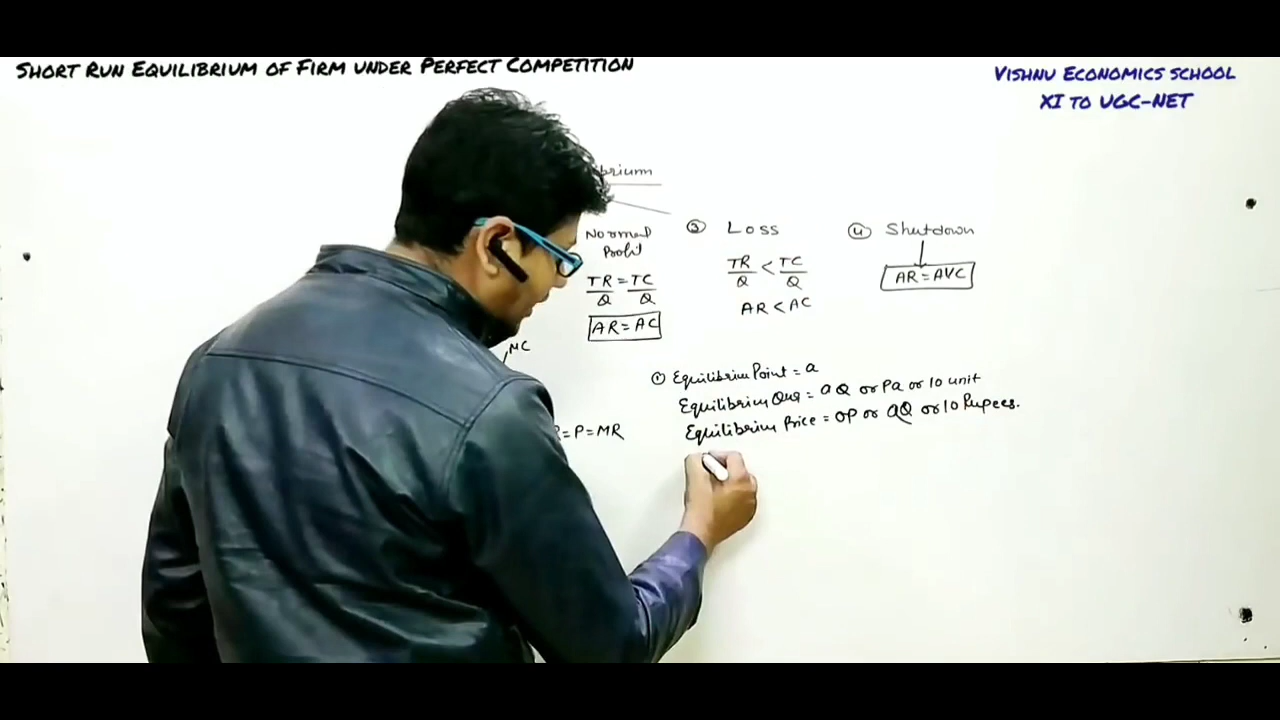 SHORT RUN EQUILIBRIUM OF FIRM UNDER PERFECT COMPETITION
VISHNU ECONOMICS SCHOOL
XI TO UGC-NET
Normal
Profit
TR/Q = TC/Q
AR = AC
③ Loss
TR/Q < TC/Q
AR < AC
④ Shutdown
AR = AVC
MC
= P = MR
① Equilibrium Point = a
Equilibrium = aQ or Pa or 10 unit
Equilibrium Price = OP or aQ or 10 Rupees.